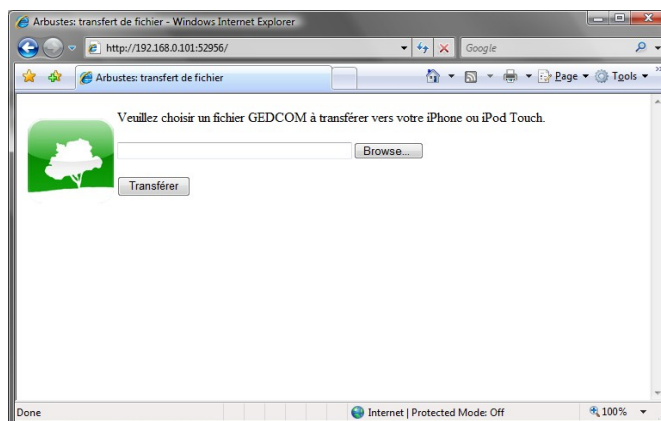 Arbustes: transfert de fichier - Windows Internet Explorer
http://192.168.0.101:52956/
Google
Arbustes: transfert de fichier
Page
Tools
Veuillez choisir un fichier GEDCOM à transférer vers votre iPhone ou iPod Touch.
Browse...
Transférer
Done
Internet | Protected Mode: Off
100%